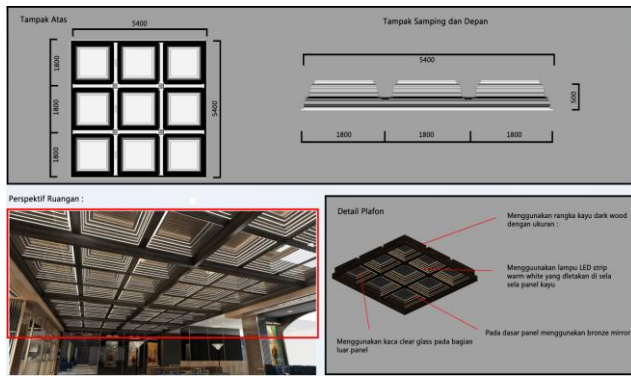 Tampak Atas
Tampak Samping dan Depan
5400
5400
1800
1800
1800
5400
500
1800
1800
1800
Perspektif Ruangan :
Detail Plafon
Menggunakan rangka kayu dark wood
dengan ukuran :
Mengguunakan lampu LED strip
warm white yang dletakan di sela
sela panel kayu
Pada dasar panel menggunakan bronze mirror
Menggunakan kaca clear glass pada bagian
luar panel